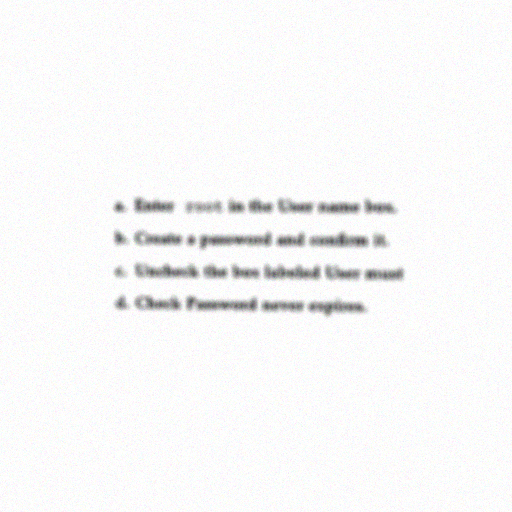 a. Enter root in the User name box.
b. Create a password and confirm it.
c. Uncheck the box labeled User must
d. Check Password never expires.